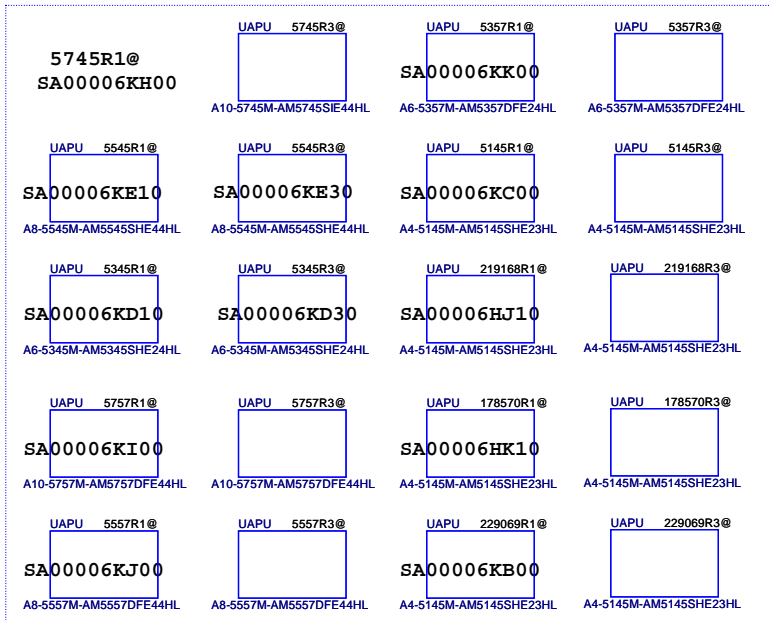 5745R1@
SA00006KH00
UAPU 5745R3@
A10-5745M-AM5745SIE44HL
UAPU 5357R1@
SA00006KK00
A6-5357M-AM5357DFE24HL
UAPU 5357R3@
A6-5357M-AM5357DFE24HL
UAPU 5545R1@
SA00006KE10
A8-5545M-AM5545SHE44HL
UAPU 5545R3@
SA00006KE30
A8-5545M-AM5545SHE44HL
UAPU 5145R1@
SA00006KC00
A4-5145M-AM5145SHE23HL
UAPU 5145R3@
A4-5145M-AM5145SHE23HL
UAPU 5345R1@
SA00006KD10
A6-5345M-AM5345SHE24HL
UAPU 5345R3@
SA00006KD30
A6-5345M-AM5345SHE24HL
UAPU 219168R1@
SA00006HJ10
A4-5145M-AM5145SHE23HL
UAPU 219168R3@
A4-5145M-AM5145SHE23HL
UAPU 5757R1@
SA00006KI00
A10-5757M-AM5757DFE44HL
UAPU 5757R3@
A10-5757M-AM5757DFE44HL
UAPU 178570R1@
SA00006HK10
A4-5145M-AM5145SHE23HL
UAPU 178570R3@
A4-5145M-AM5145SHE23HL
UAPU 5557R1@
SA00006KJ00
A8-5557M-AM5557DFE44HL
UAPU 5557R3@
A8-5557M-AM5557DFE44HL
UAPU 229069R1@
SA00006KB00
A4-5145M-AM5145SHE23HL
UAPU 229069R3@
A4-5145M-AM5145SHE23HL